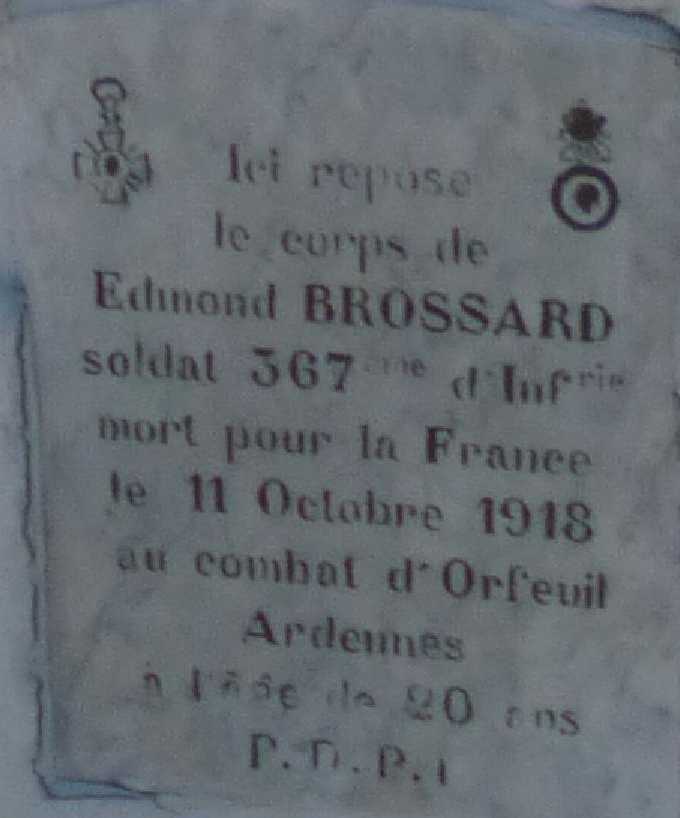 Ici repose
le corps de
Edmond BROSSARD
soldat 367ème d'Infrie
mort pour la France
le 11 Octobre 1918
au combat d'Orfeuil
Ardennes
à l'âge de 20 ans
P.D.P.L